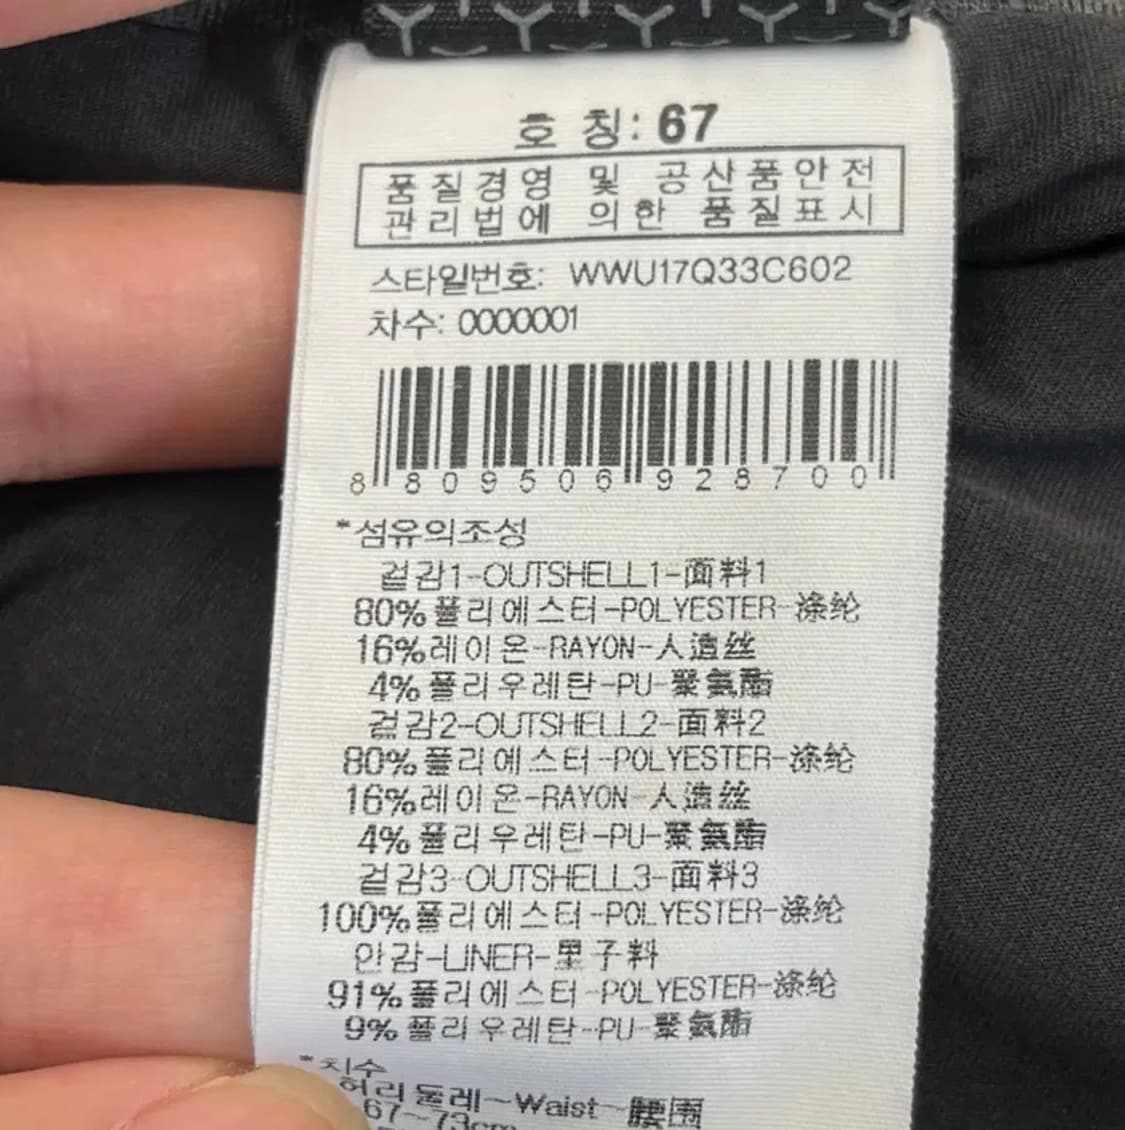 호 칭: 67
품질경영 및 공산품안전
관리법에 의한 품질표시
스타일번호: WWU17Q33C602
차수: 0000001
8 809506 928700
*섬유의조성
겉감1-OUTSHELL1-面料1
80%폴리에스터-POLYESTER-涤纶
16%레이온-RAYON-人造丝
4%폴리우레탄-PU-聚氨酯
겉감2-OUTSHELL2-面料2
80%폴리에스터-POLYESTER-涤纶
16%레이온-RAYON-人造丝
4%폴리우레탄-PU-聚氨酯
겉감3-OUTSHELL3-面料3
100%폴리에스터-POLYESTER-涤纶
안감-LINER-里子料
91%폴리에스터-POLYESTER-涤纶
9%폴리우레탄-PU-聚氨酯
*치수
허리둘레-Waist-腰围
67~73cm